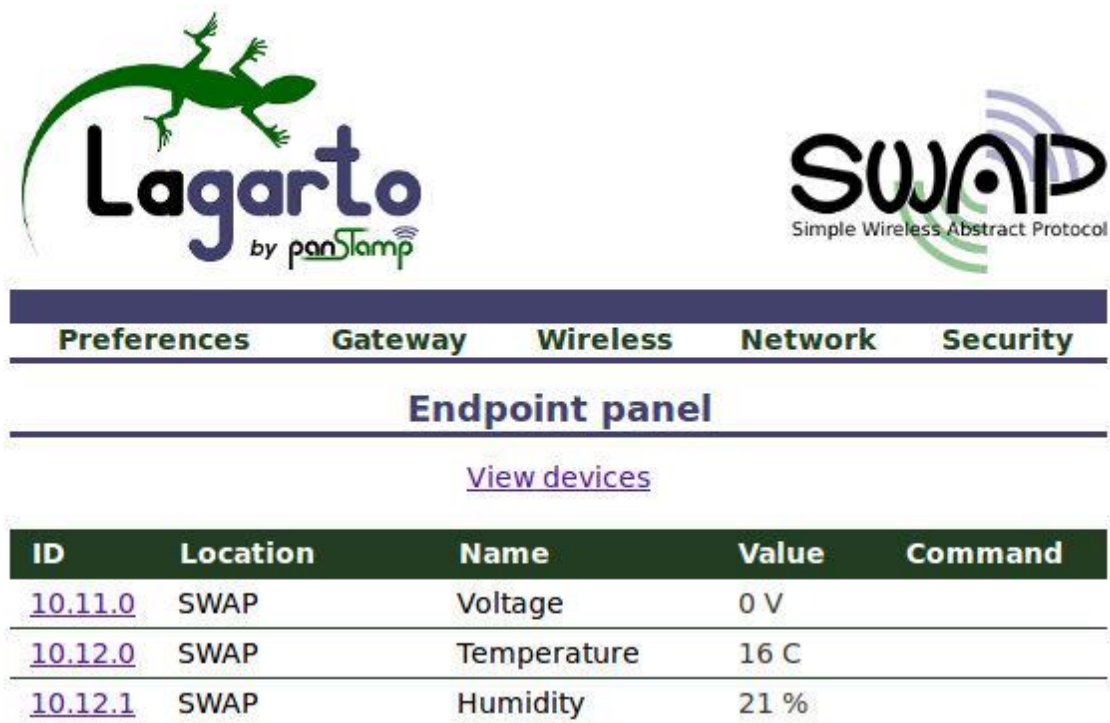 Lagarto
by panStamp
SWAP
Simple Wireless Abstract Protocol
Preferences Gateway Wireless Network Security
Endpoint panel
View devices
ID Location Name Value Command
10.11.0 SWAP Voltage 0 V
10.12.0 SWAP Temperature 16 C
10.12.1 SWAP Humidity 21 %